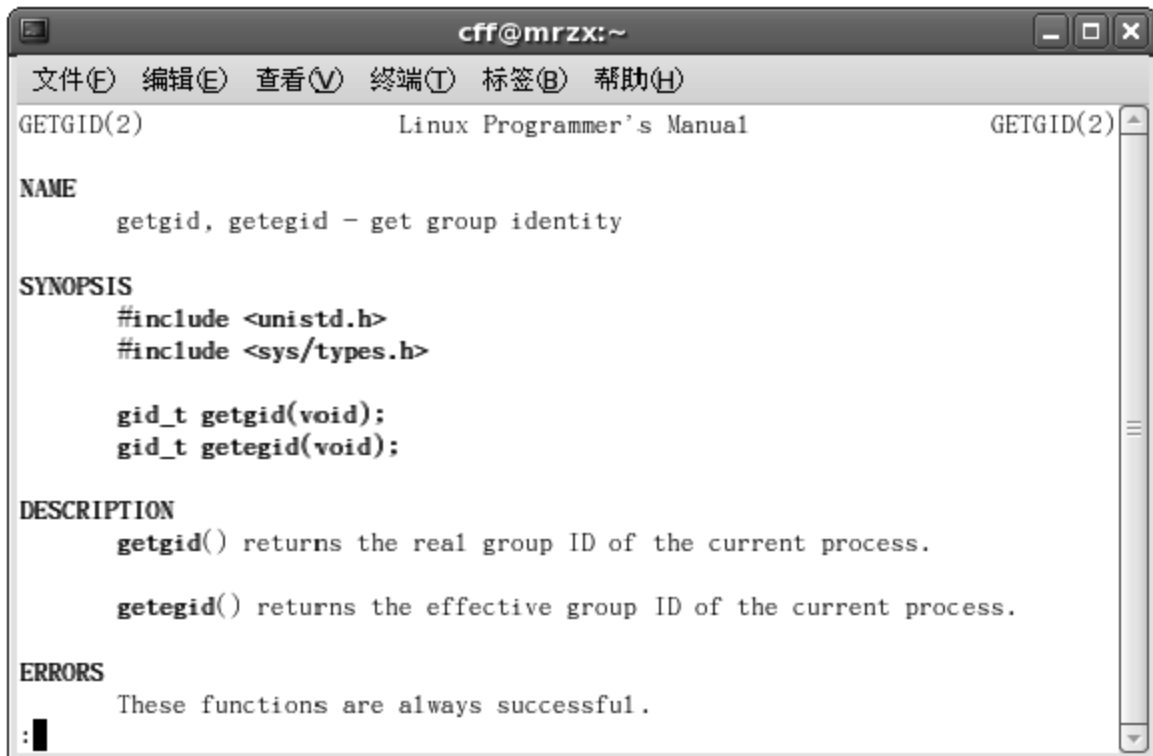 cff@mrzx:~
文件(F) 编辑(E) 查看(V) 终端(T) 标签(B) 帮助(H)
GETGID(2) Linux Programmer's Manual GETGID(2)
NAME
getgid, getegid - get group identity
SYNOPSIS
#include <unistd.h>
#include <sys/types.h>
gid_t getgid(void);
gid_t getegid(void);
DESCRIPTION
getgid() returns the real group ID of the current process.
getegid() returns the effective group ID of the current process.
ERRORS
These functions are always successful.
: